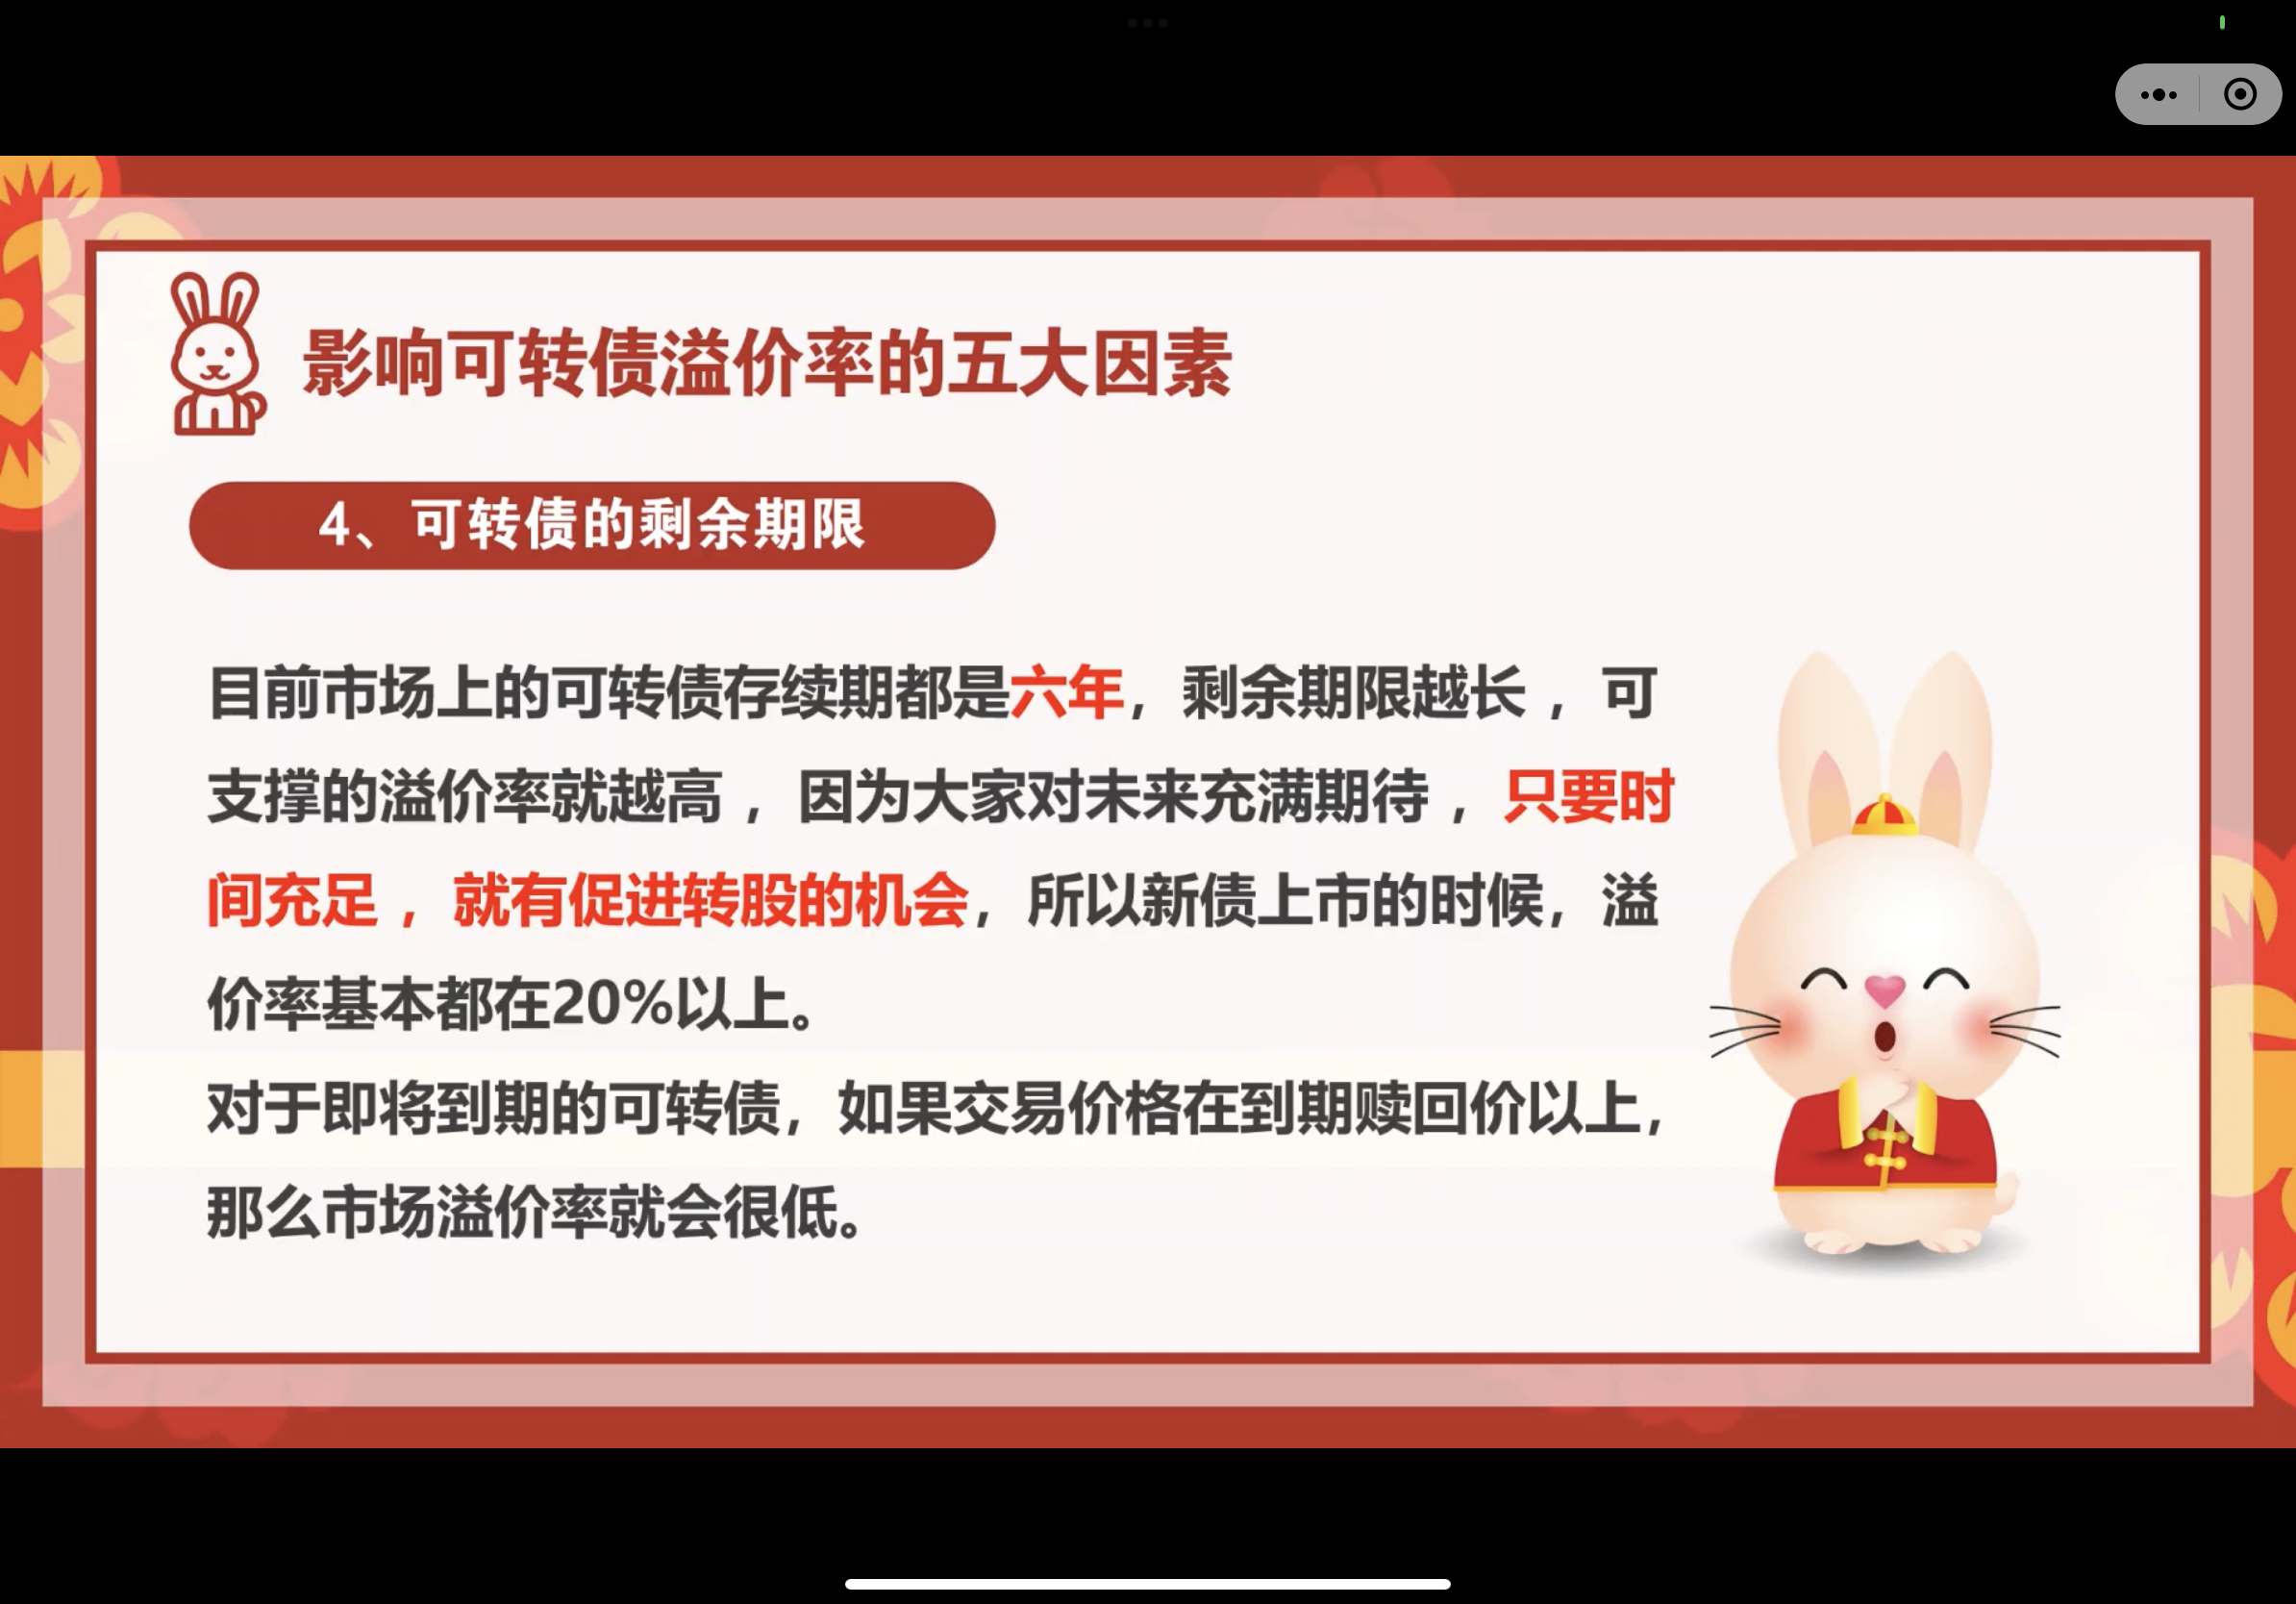 影响可转债溢价率的五大因素
4、可转债的剩余期限
目前市场上的可转债存续期都是六年，剩余期限越长，可
支撑的溢价率就越高，因为大家对未来充满期待，只要时
间充足，就有促进转股的机会，所以新债上市的时候，溢
价率基本都在20%以上。
对于即将到期的可转债，如果交易价格在到期赎回价以上，
那么市场溢价率就会很低。